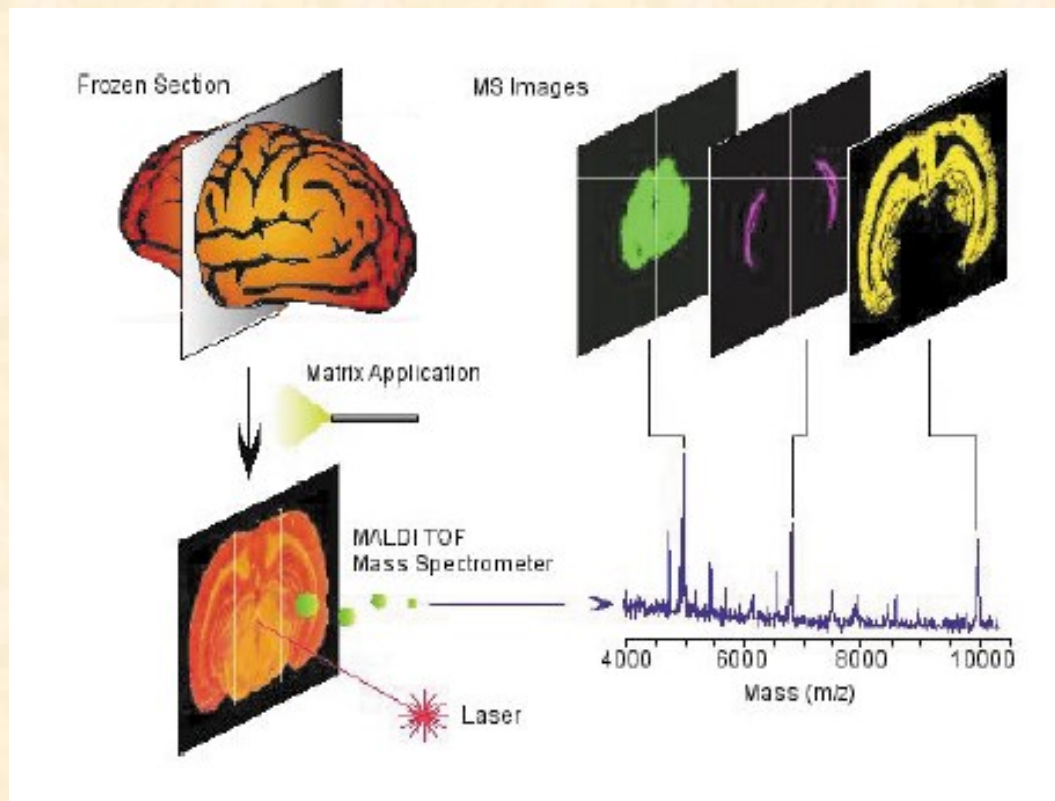 Frozen Section
MS Images
Matrix Application
MALDI TOF
Mass Spectrometer
Laser
4000 6000 8000 10000
Mass (m/z)